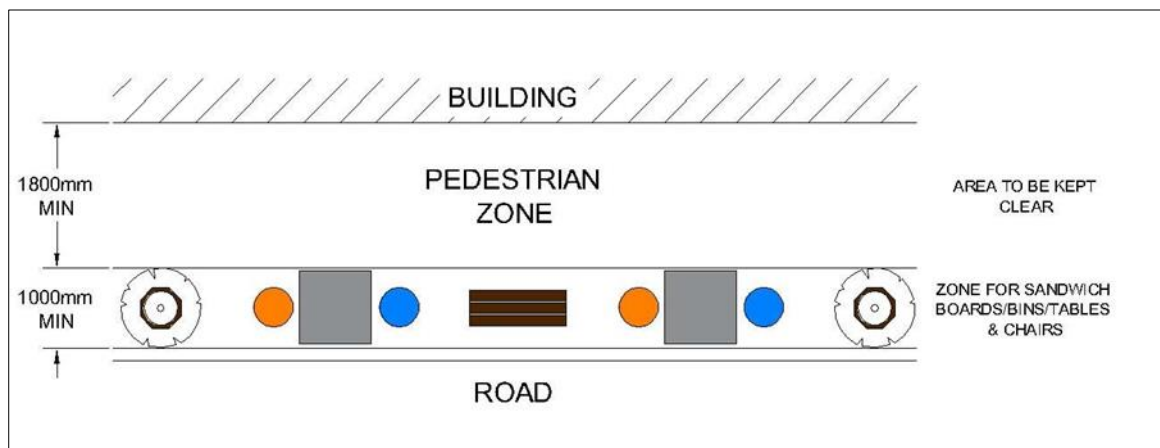 BUILDING
1800mm
MIN
PEDESTRIAN
ZONE
AREA TO BE KEPT
CLEAR
1000mm
MIN
ZONE FOR SANDWICH
BOARDS/BINS/TABLES
& CHAIRS
ROAD